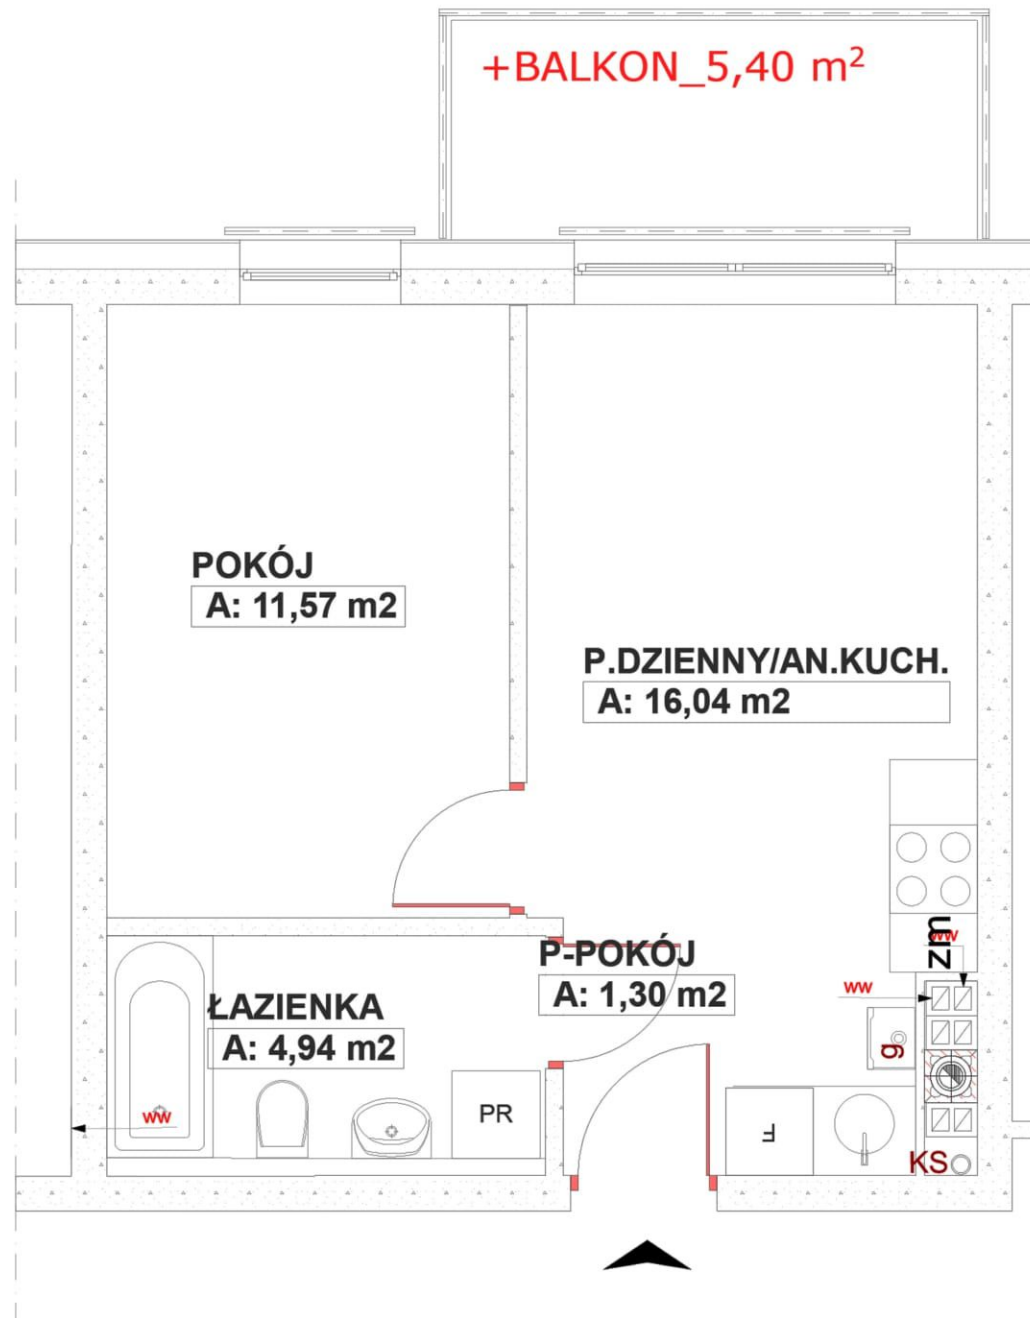 +BALKON_5,40 m²
POKÓJ
A: 11,57 m2
P.DZIENNY/AN.KUCH.
A: 16,04 m2
zm
ww
P-POKÓJ
A: 1,30 m2
ww
ŁAZIENKA
A: 4,94 m2
g
ww
PR
F
KS